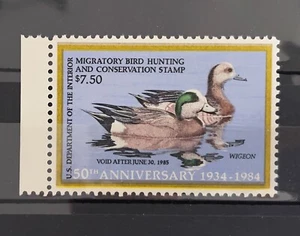 MIGRATORY BIRD HUNTING
AND CONSERVATION STAMP
$7.50
U.S. DEPARTMENT OF THE INTERIOR
VOID AFTER JUNE 30, 1985
WIGEON
50TH ANNIVERSARY 1934-1984